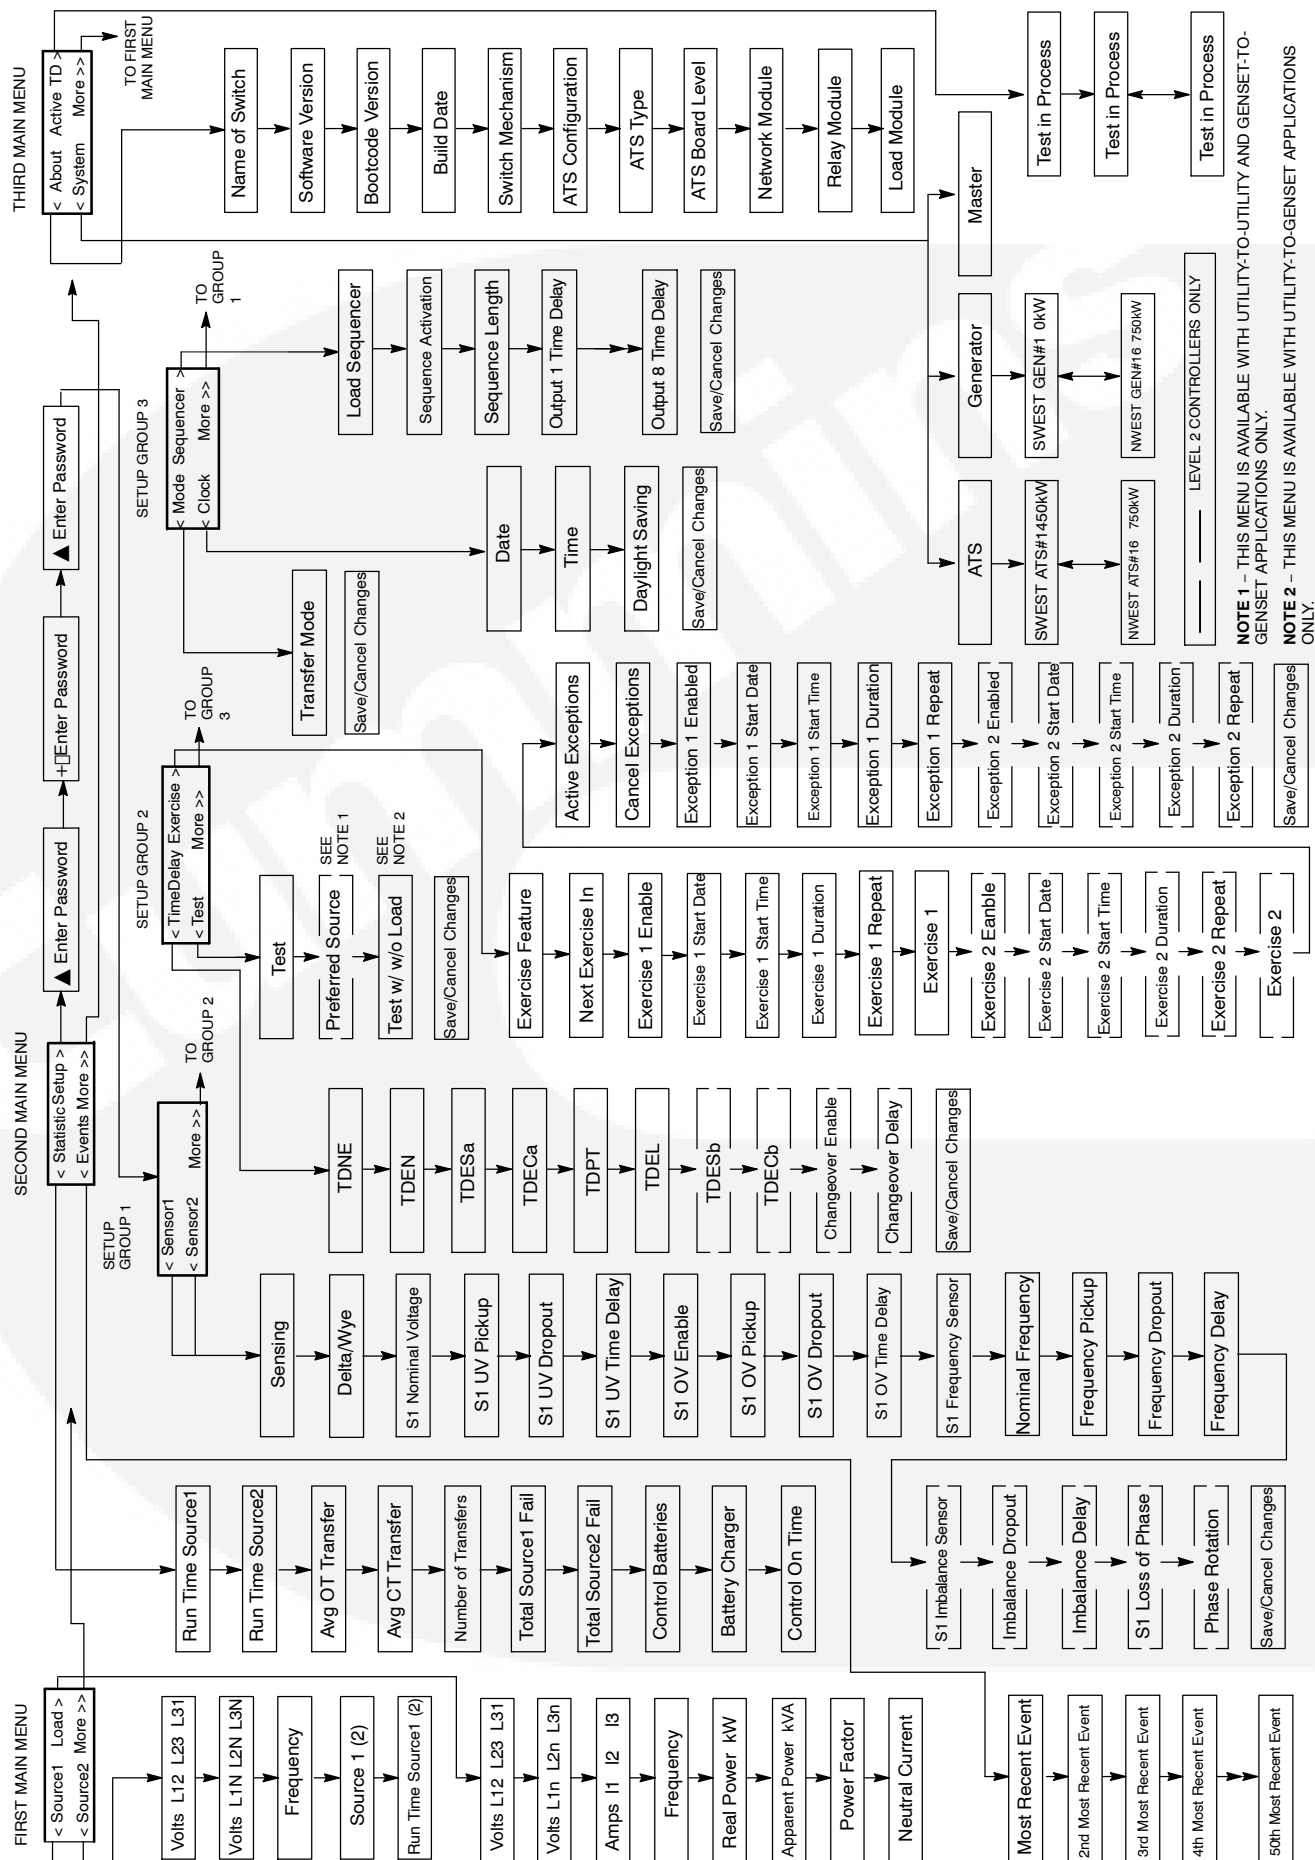 FIRST MAIN MENU
< Source1 Load >
< Source2 More >>
Volts L12 L23 L31
Volts L1N L2N L3N
Frequency
Source 1 (2)
Run Time Source1 (2)
Volts L12 L23 L31
Volts L1n L2n L3n
Amps I1 I2 I3
Frequency
Real Power kW
Apparent Power kVA
Power Factor
Neutral Current
Most Recent Event
2nd Most Recent Event
3rd Most Recent Event
4th Most Recent Event
50th Most Recent Event
SECOND MAIN MENU
< Statistic Setup >
< Events More >>
Run Time Source1
Run Time Source2
Avg OT Transfer
Avg CT Transfer
Number of Transfers
Total Source1 Fail
Total Source2 Fail
Control Batteries
Battery Charger
Control On Time
▲ Enter Password
+▯Enter Password
▲ Enter Password
SETUP
GROUP 1
< Sensor1
< Sensor2 More >>
TO
GROUP 2
Sensing
Delta/Wye
S1 Nominal Voltage
S1 UV Pickup
S1 UV Dropout
S1 UV Time Delay
S1 OV Enable
S1 OV Pickup
S1 OV Dropout
S1 OV Time Delay
S1 Frequency Sensor
Nominal Frequency
Frequency Pickup
Frequency Dropout
Frequency Delay
S1 Imbalance Sensor
Imbalance Dropout
Imbalance Delay
S1 Loss of Phase
Phase Rotation
Save/Cancel Changes
SETUP GROUP 2
< TimeDelay Exercise >
< Test More >>
TO
GROUP
3
TDNE
TDEN
TDESa
TDECa
TDPT
TDEL
TDESb
TDECb
Changeover Enable
Changeover Delay
Save/Cancel Changes
Test
Preferred Source
SEE
NOTE 1
Test w/ w/o Load
SEE
NOTE 2
Save/Cancel Changes
Exercise Feature
Next Exercise In
Exercise 1 Enable
Exercise 1 Start Date
Exercise 1 Start Time
Exercise 1 Duration
Exercise 1 Repeat
Exercise 1
Exercise 2 Eanble
Exercise 2 Start Date
Exercise 2 Start Time
Exercise 2 Duration
Exercise 2 Repeat
Exercise 2
Active Exceptions
Cancel Exceptions
Exception 1 Enabled
Exception 1 Start Date
Exception 1 Start Time
Exception 1 Duration
Exception 1 Repeat
Exception 2 Enabled
Exception 2 Start Date
Exception 2 Start Time
Exception 2 Duration
Exception 2 Repeat
Save/Cancel Changes
SETUP GROUP 3
< Mode Sequencer >
< Clock More >>
TO
GROUP
1
Transfer Mode
Save/Cancel Changes
Date
Time
Daylight Saving
Save/Cancel Changes
Load Sequencer
Sequence Activation
Sequence Length
Output 1 Time Delay
Output 8 Time Delay
Save/Cancel Changes
THIRD MAIN MENU
< About Active TD >
< System More >>
TO FIRST
MAIN MENU
Name of Switch
Software Version
Bootcode Version
Build Date
Switch Mechanism
ATS Configuration
ATS Type
ATS Board Level
Network Module
Relay Module
Load Module
ATS
SWEST ATS#1450kW
NWEST ATS#16 750kW
Generator
SWEST GEN#1 0kW
NWEST GEN#16 750kW
Master
Test in Process
Test in Process
Test in Process
LEVEL 2 CONTROLLERS ONLY
NOTE 1 – THIS MENU IS AVAILABLE WITH UTILITY-TO-UTILITY AND GENSET-TO-
GENSET APPLICATIONS ONLY.
NOTE 2 – THIS MENU IS AVAILABLE WITH UTILITY-TO-GENSET APPLICATIONS
ONLY.
cummins